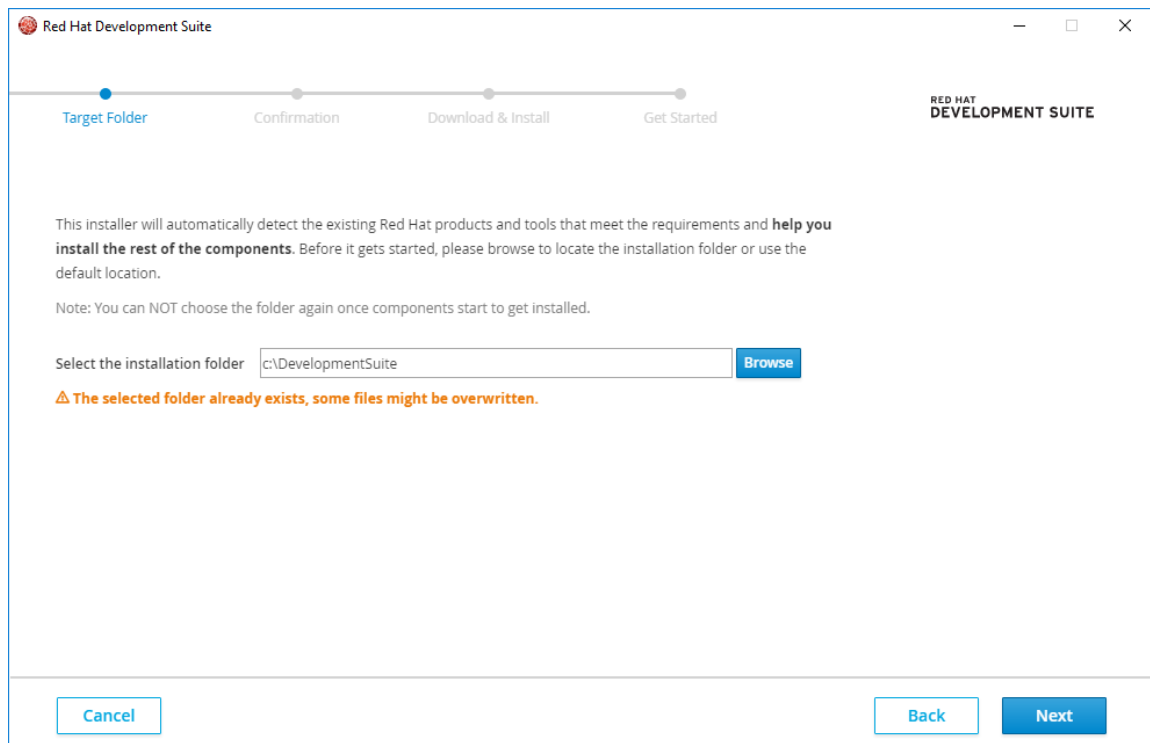 Red Hat Development Suite
Target Folder Confirmation Download & Install Get Started
RED HAT
DEVELOPMENT SUITE
This installer will automatically detect the existing Red Hat products and tools that meet the requirements and help you
install the rest of the components. Before it gets started, please browse to locate the installation folder or use the
default location.
Note: You can NOT choose the folder again once components start to get installed.
Select the installation folder c:\DevelopmentSuite Browse
The selected folder already exists, some files might be overwritten.
Cancel Back Next